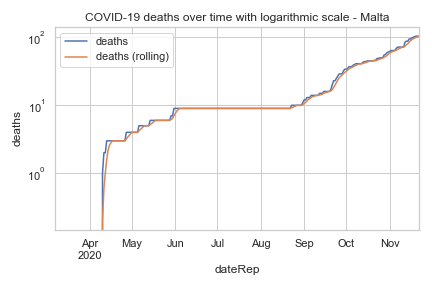 COVID-19 deaths over time with logarithmic scale - Malta
deaths
deaths (rolling)
10²
10¹
10⁰
deaths
Apr May Jun Jul Aug Sep Oct Nov
2020
dateRep